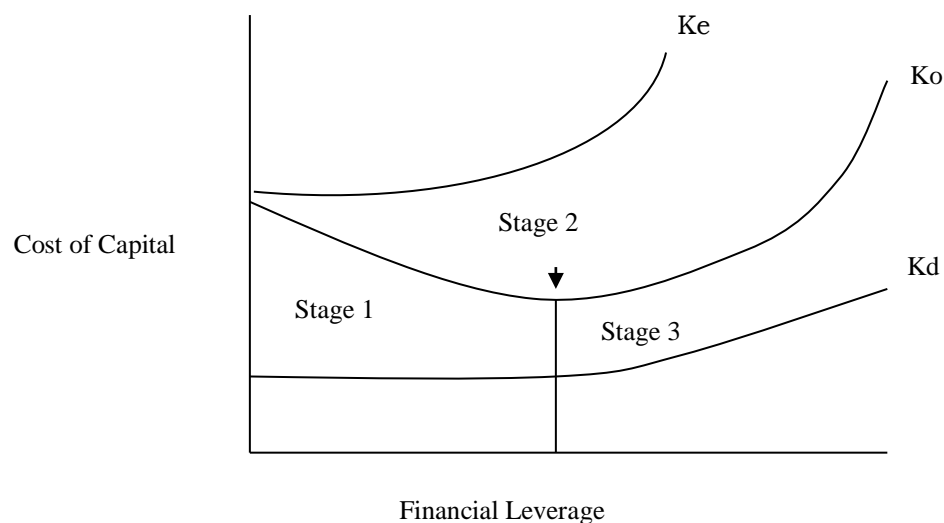 Ke
Ko
Stage 2
Cost of Capital
Kd
Stage 1
Stage 3
Financial Leverage